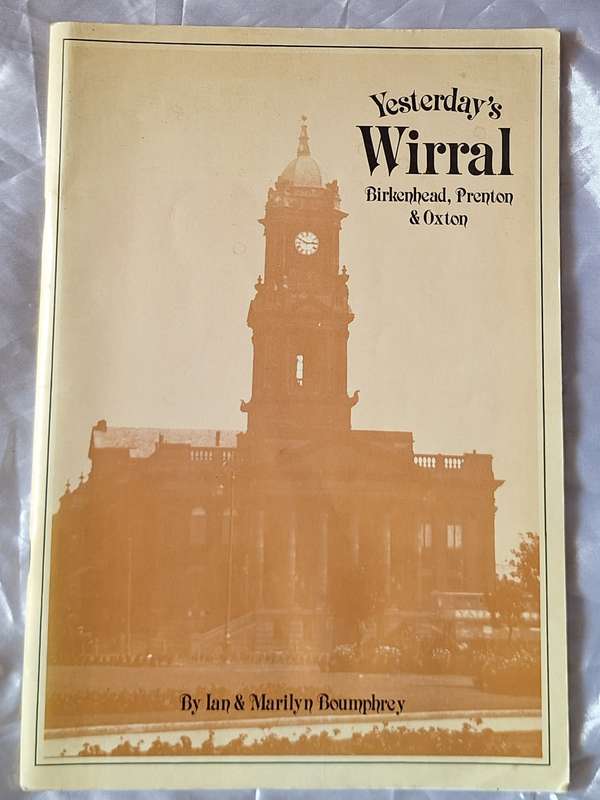 Yesterday's
Wirral
Birkenhead, Prenton
& Oxton
By Ian & Marilyn Boumphrey